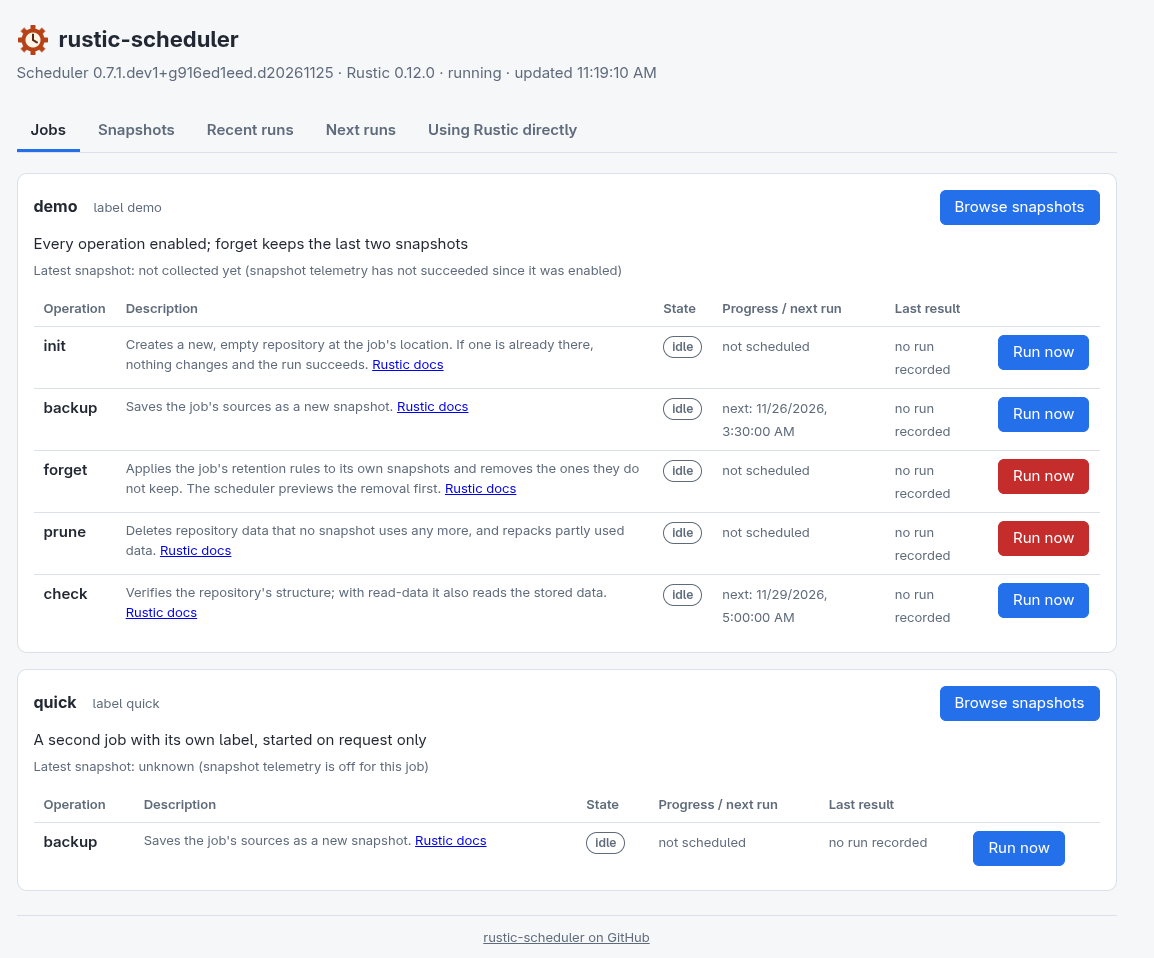 rustic-scheduler
Scheduler 0.7.1.dev1+g916ed1eed.d20261125 · Rustic 0.12.0 · running · updated 11:19:10 AM
Jobs Snapshots Recent runs Next runs Using Rustic directly
demo label demo Browse snapshots
Every operation enabled; forget keeps the last two snapshots
Latest snapshot: not collected yet (snapshot telemetry has not succeeded since it was enabled)
Operation Description State Progress / next run Last result
init Creates a new, empty repository at the job's location. If one is already there, idle not scheduled no run Run now
nothing changes and the run succeeds. Rustic docs recorded
backup Saves the job's sources as a new snapshot. Rustic docs idle next: 11/26/2026, no run Run now
3:30:00 AM recorded
forget Applies the job's retention rules to its own snapshots and removes the ones they do idle not scheduled no run Run now
not keep. The scheduler previews the removal first. Rustic docs recorded
prune Deletes repository data that no snapshot uses any more, and repacks partly used idle not scheduled no run Run now
data. Rustic docs recorded
check Verifies the repository's structure; with read-data it also reads the stored data. idle next: 11/29/2026, no run Run now
Rustic docs 5:00:00 AM recorded
quick label quick Browse snapshots
A second job with its own label, started on request only
Latest snapshot: unknown (snapshot telemetry is off for this job)
Operation Description State Progress / next run Last result
backup Saves the job's sources as a new snapshot. Rustic docs idle not scheduled no run recorded Run now
rustic-scheduler on GitHub